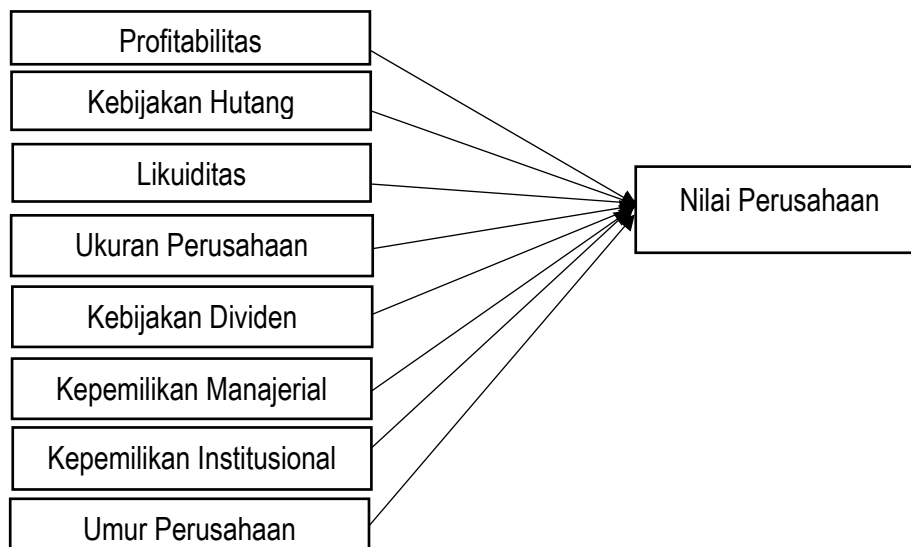 Profitabilitas
Kebijakan Hutang
Likuiditas
Ukuran Perusahaan
Kebijakan Dividen
Kepemilikan Manajerial
Kepemilikan Institusional
Umur Perusahaan
Nilai Perusahaan